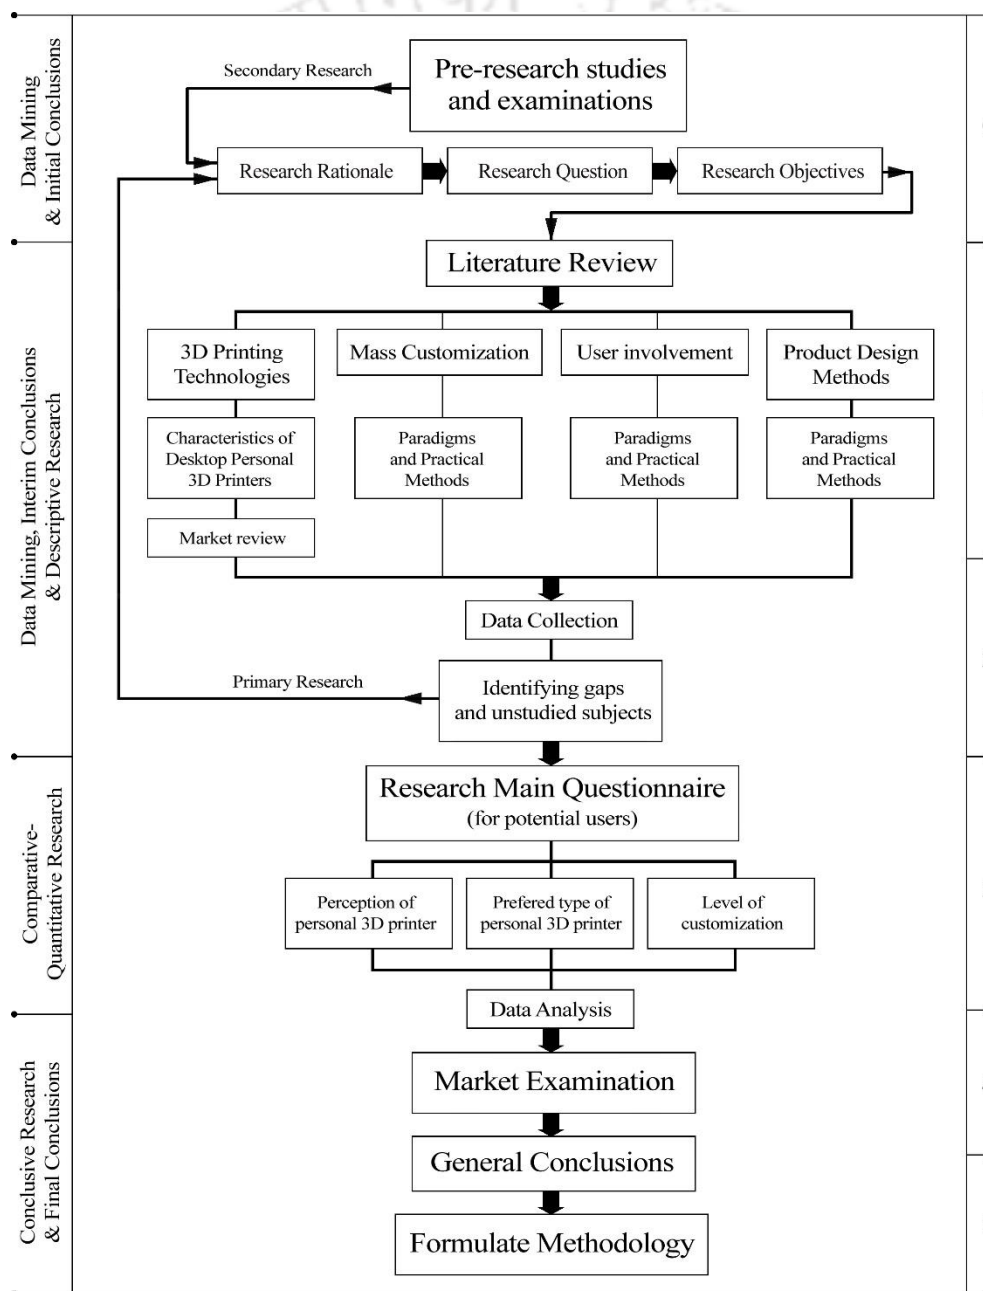 Data Mining
& Initial Conclusions
Secondary Research
Pre-research studies
and examinations
Research Rationale
Research Question
Research Objectives
Data Mining, Interim Conclusions
& Descriptive Research
Literature Review
3D Printing
Technologies
Mass Customization
User involvement
Product Design
Methods
Characteristics of
Desktop Personal
3D Printers
Paradigms
and Practical
Methods
Paradigms
and Practical
Methods
Paradigms
and Practical
Methods
Market review
Data Collection
Primary Research
Identifying gaps
and unstudied subjects
Comparative-
Quantitative Research
Research Main Questionnaire
(for potential users)
Perception of
personal 3D printer
Prefered type of
personal 3D printer
Level of
customization
Data Analysis
Conclusive Research
& Final Conclusions
Market Examination
General Conclusions
Formulate Methodology